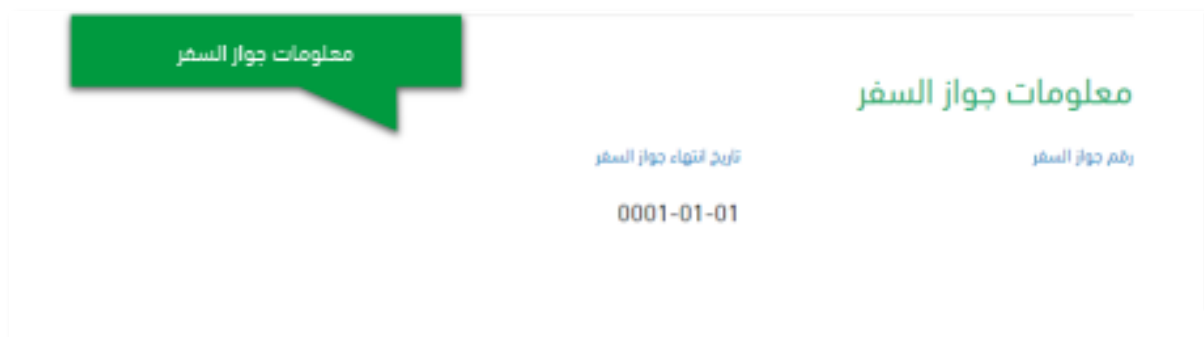 معلومات جواز السفر
معلومات جواز السفر
رقم جواز السفر
تاريخ انتهاء جواز السفر
0001-01-01